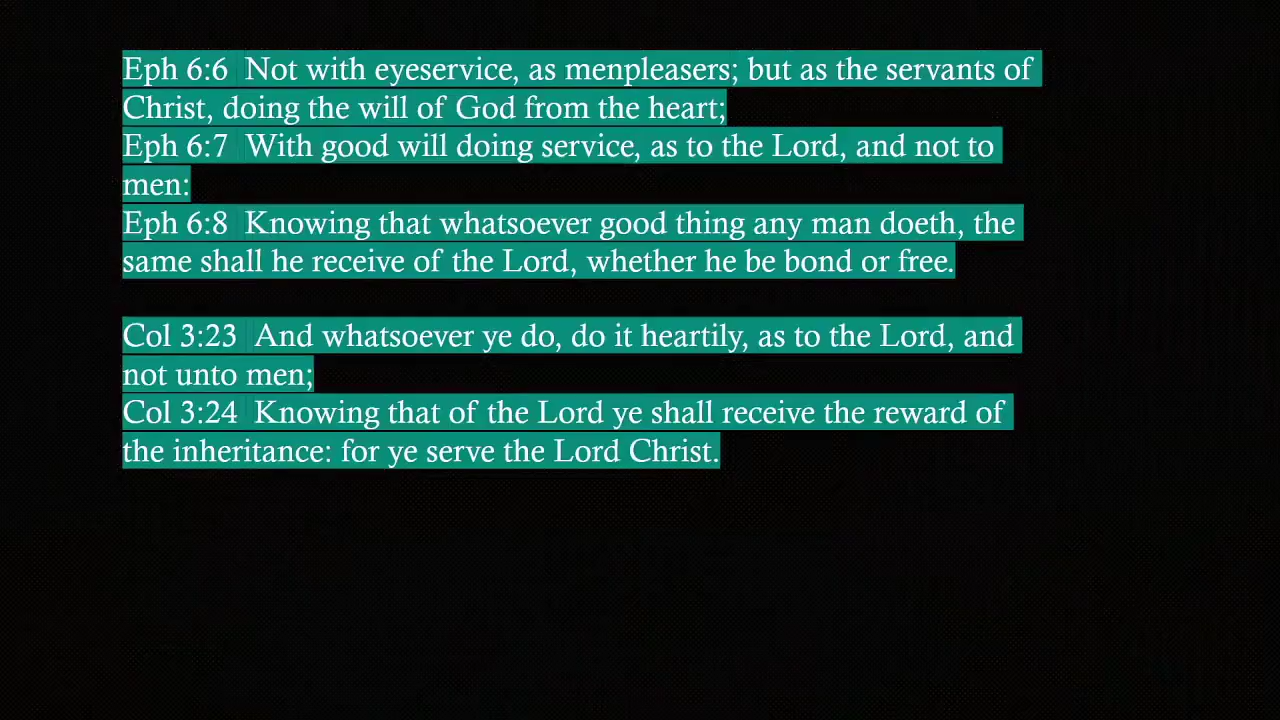 Eph 6:6  Not with eyeservice, as menpleasers; but as the servants of
Christ, doing the will of God from the heart;
Eph 6:7  With good will doing service, as to the Lord, and not to
men:
Eph 6:8  Knowing that whatsoever good thing any man doeth, the
same shall he receive of the Lord, whether he be bond or free.
Col 3:23  And whatsoever ye do, do it heartily, as to the Lord, and
not unto men;
Col 3:24  Knowing that of the Lord ye shall receive the reward of
the inheritance: for ye serve the Lord Christ.